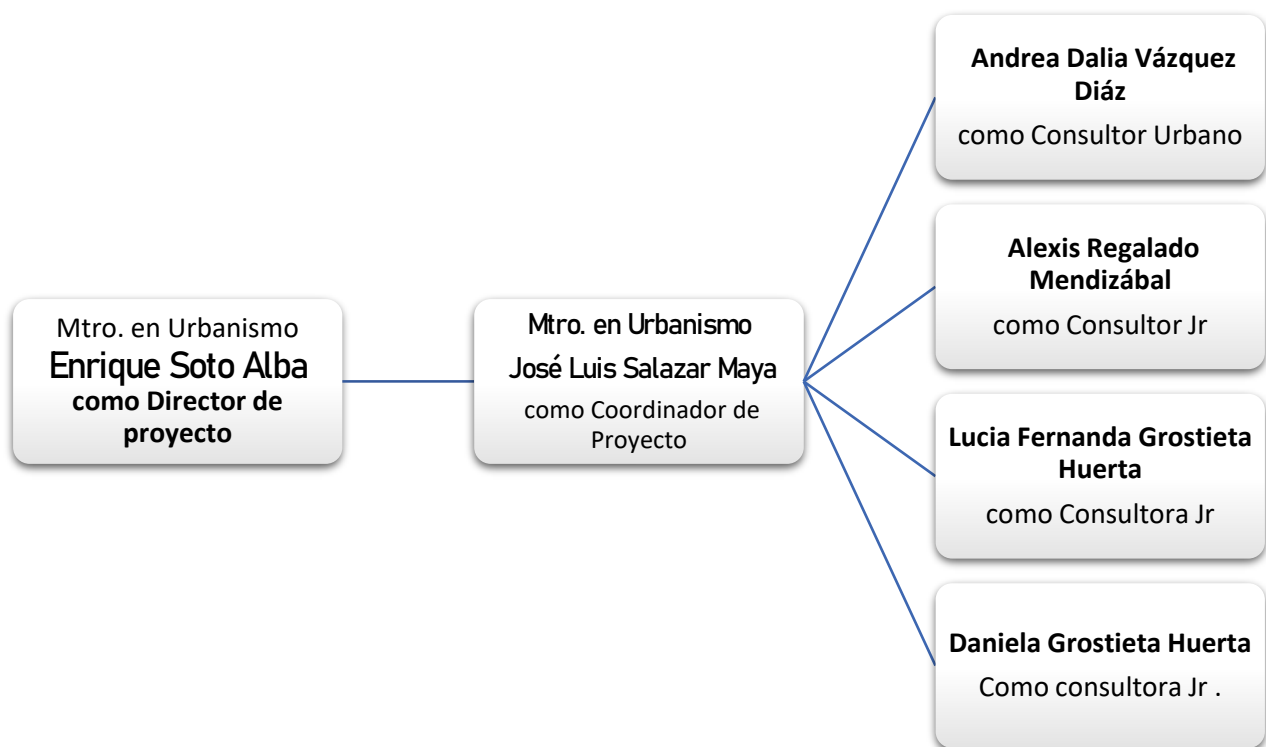 Mtro. en Urbanismo
Enrique Soto Alba
como Director de
proyecto
Mtro. en Urbanismo
José Luis Salazar Maya
como Coordinador de
Proyecto
Andrea Dalia Vázquez
Diáz
como Consultor Urbano
Alexis Regalado
Mendizábal
como Consultor Jr
Lucia Fernanda Grostieta
Huerta
como Consultora Jr
Daniela Grostieta Huerta
Como consultora Jr .